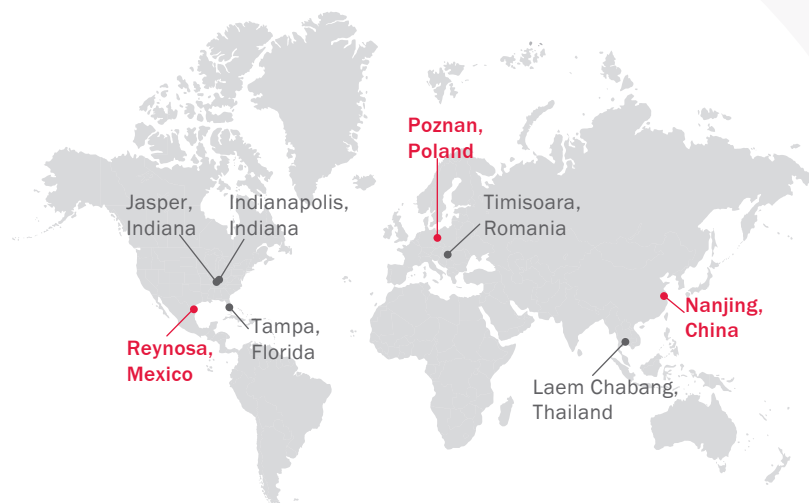 Poznan,
Poland
Jasper,
Indiana
Indianapolis,
Indiana
Timisoara,
Romania
Reynosa,
Mexico
Tampa,
Florida
Nanjing,
China
Laem Chabang,
Thailand